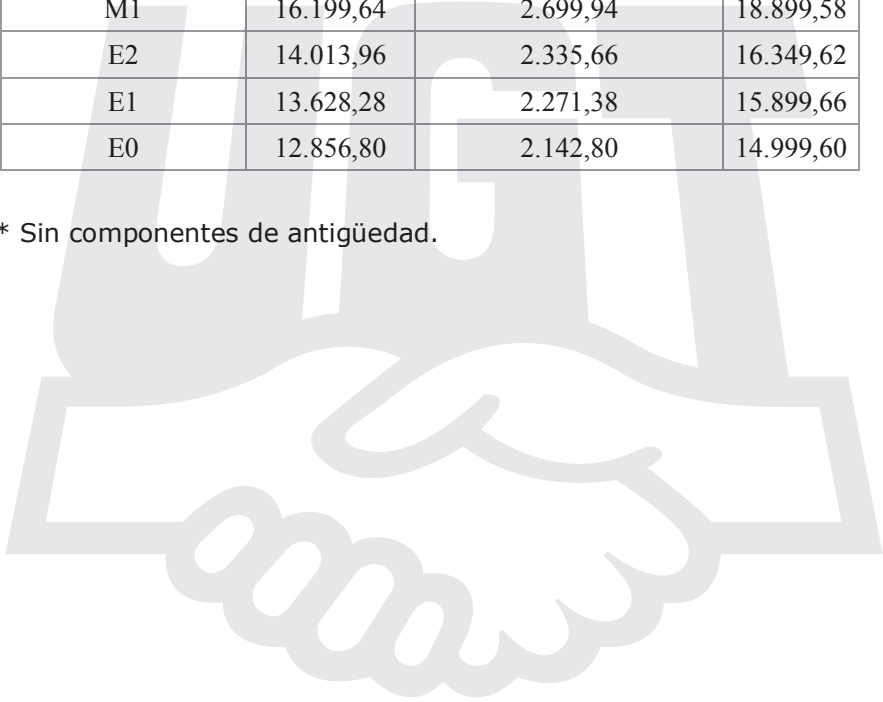 M1 16.199,64 2.699,94 18.899,58
E2 14.013,96 2.335,66 16.349,62
E1 13.628,28 2.271,38 15.899,66
E0 12.856,80 2.142,80 14.999,60
* Sin componentes de antigüedad.
UGT